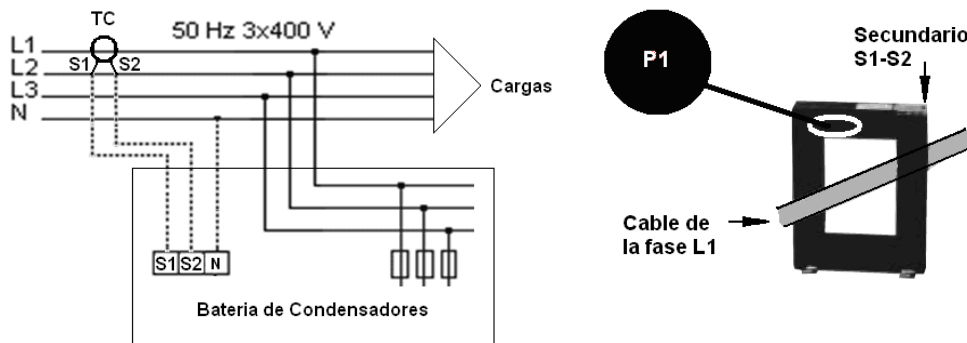 TC
50 Hz 3x400 V
L1
S1 S2
L2
L3
N
Cargas
S1 S2 N
Bateria de Condensadores
P1
Secundario
S1-S2
Cable de
la fase L1